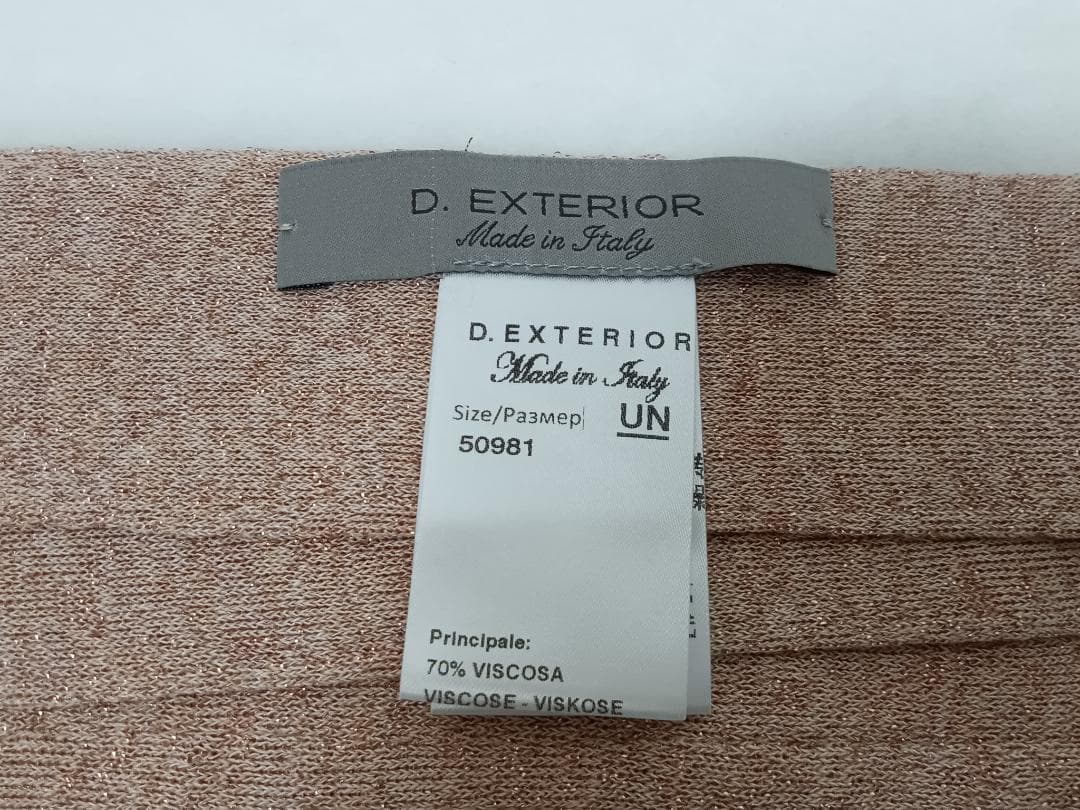 D. EXTERIOR
Made in Italy
D. EXTERIOR
Made in Italy
Size/Размер UN
50981
Principale:
70% VISCOSA
VISCOSE - VISKOSE